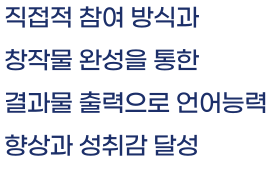 직접적 참여 방식과
창작물 완성을 통한
결과물 출력으로 언어능력
향상과 성취감 달성